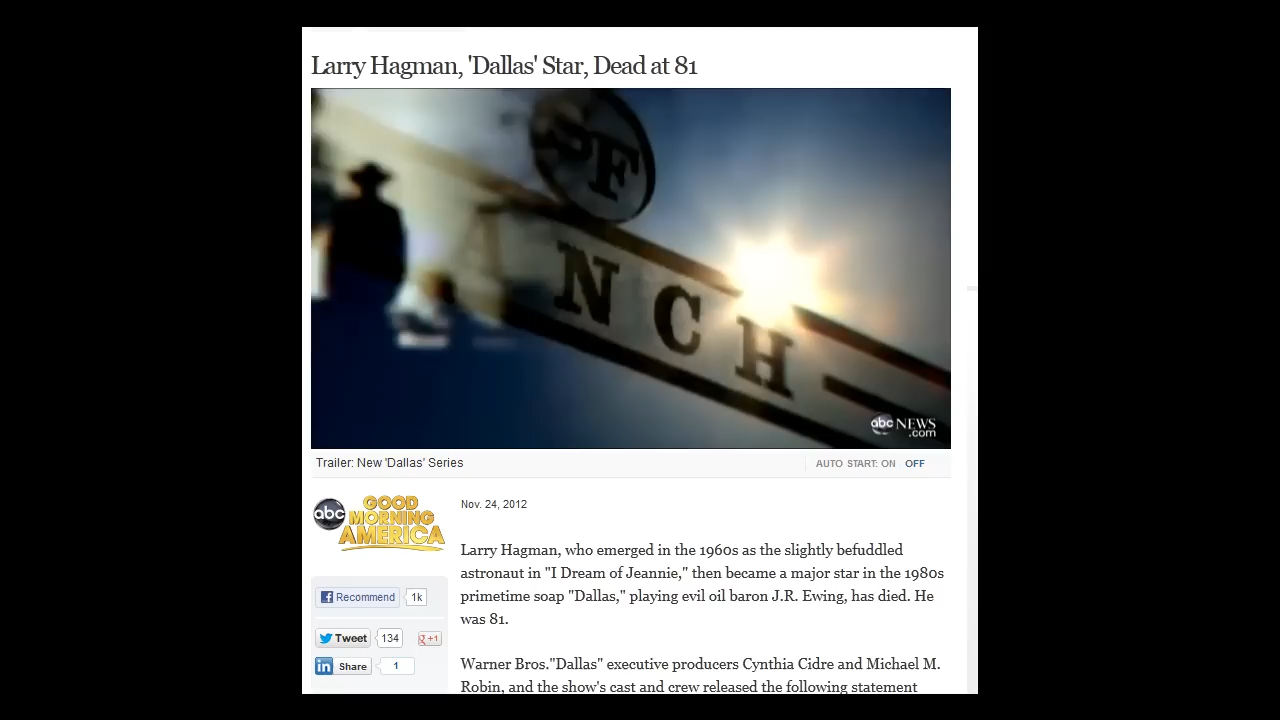 Larry Hagman, 'Dallas' Star, Dead at 81
SF
NCH
abc NEWS
.com
Trailer: New 'Dallas' Series
AUTO START: ON OFF
abc GOOD
MORNING
AMERICA
Nov. 24, 2012
Larry Hagman, who emerged in the 1960s as the slightly befuddled
astronaut in "I Dream of Jeannie," then became a major star in the 1980s
primetime soap "Dallas," playing evil oil baron J.R. Ewing, has died. He
was 81.
Recommend 1k
Tweet 134 g+1
in Share 1
Warner Bros."Dallas" executive producers Cynthia Cidre and Michael M.
Robin, and the show's cast and crew released the following statement